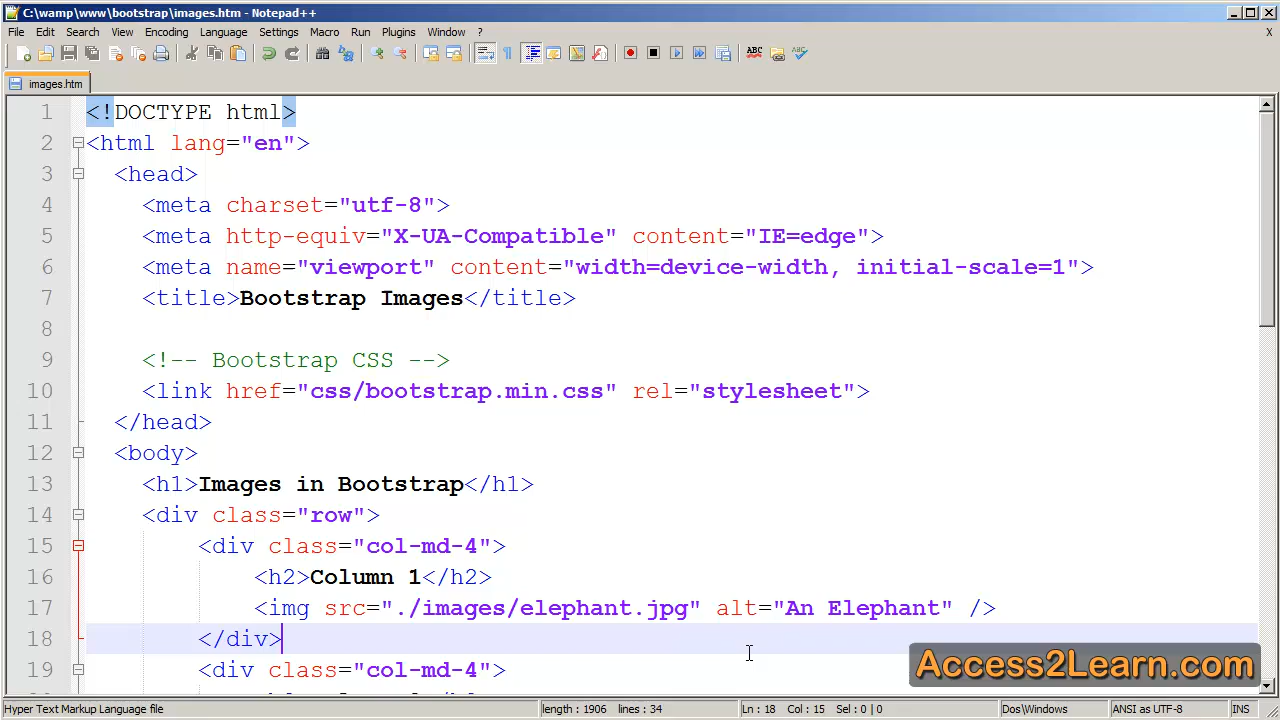 C:\wamp\www\bootstrap\images.htm - Notepad++
File Edit Search View Encoding Language Settings Macro Run Plugins Window ? X
ABC
images.htm
1 <!DOCTYPE html>
2 <html lang="en">
3 <head>
4 <meta charset="utf-8">
5 <meta http-equiv="X-UA-Compatible" content="IE=edge">
6 <meta name="viewport" content="width=device-width, initial-scale=1">
7 <title>Bootstrap Images</title>
8
9 <!-- Bootstrap CSS -->
10 <link href="css/bootstrap.min.css" rel="stylesheet">
11 </head>
12 <body>
13 <h1>Images in Bootstrap</h1>
14 <div class="row">
15 <div class="col-md-4">
16 <h2>Column 1</h2>
17 <img src="./images/elephant.jpg" alt="An Elephant" />
18 </div>
19 <div class="col-md-4">
Access2Learn.com
Hyper Text Markup Language file length : 1906 lines : 34 Ln : 18 Col : 15 Sel : 0 | 0 Dos\Windows ANSI as UTF-8 INS